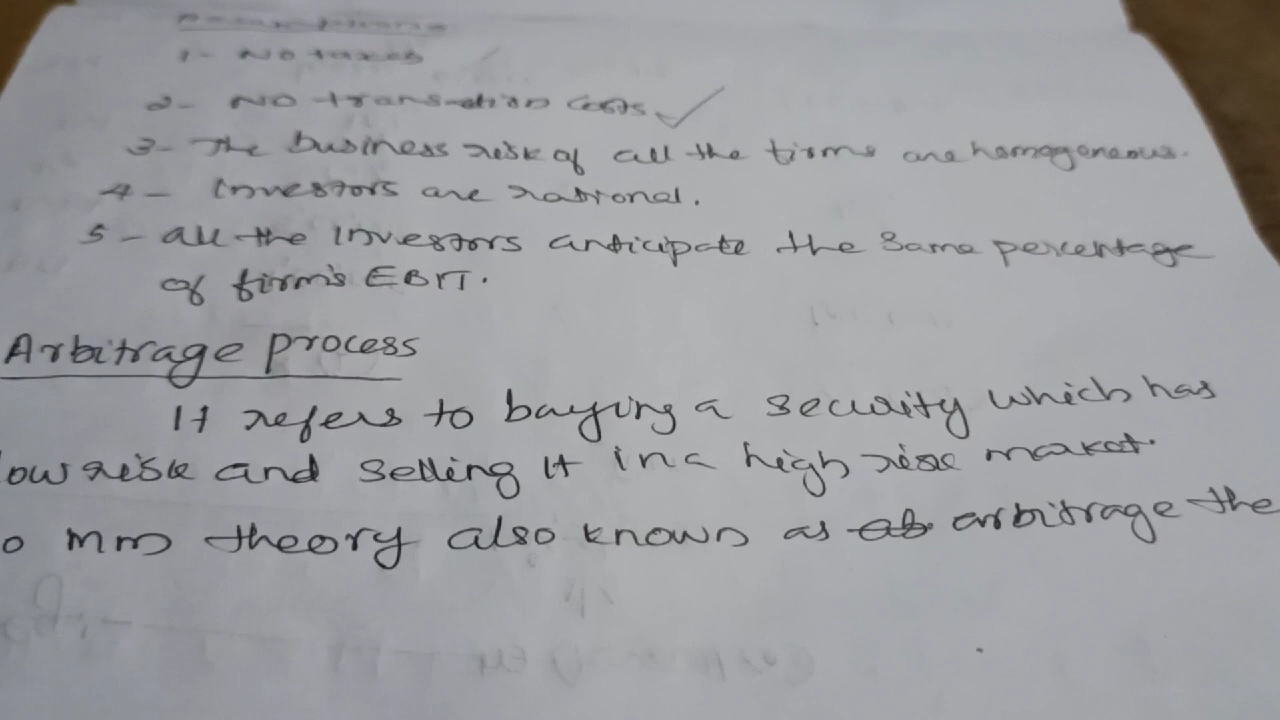 Assumptions
1- No taxes
2- No transaction costs ✓
3- The business risk of all the firms are homogeneous.
4- Investors are rational.
5- all the investors anticipate the same percentage
of firm's EBIT.
Arbitrage process
It refers to buying a security which has
low risk and selling it in a high risk market.
mm theory also known as arbitrage the